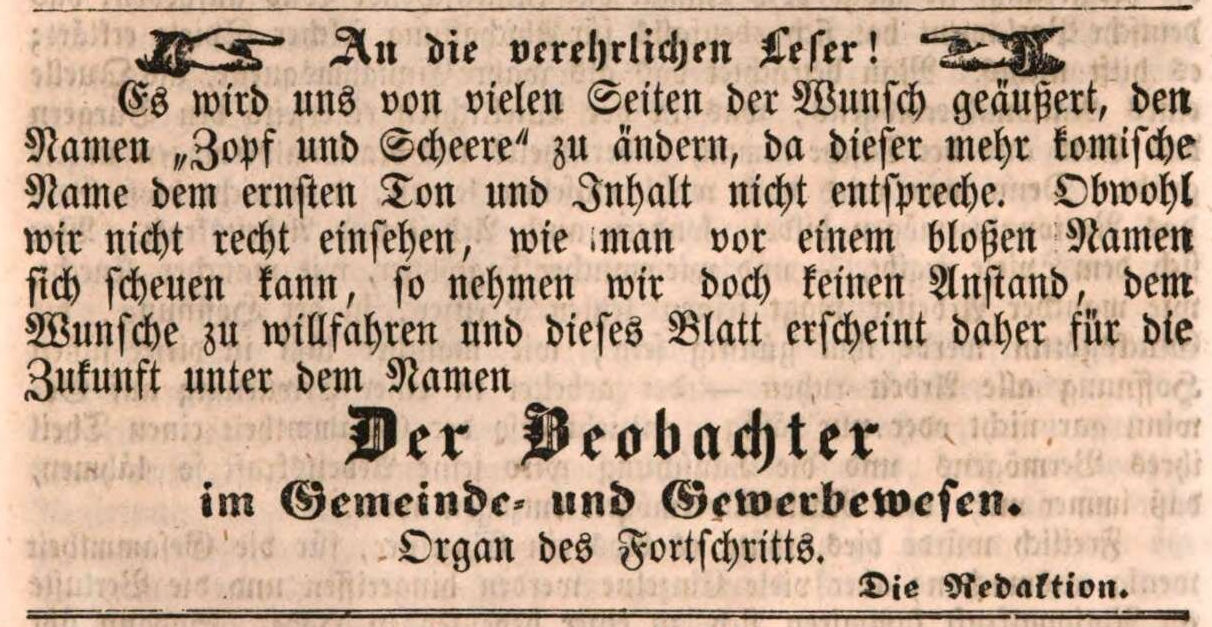 An die verehrlichen Leser!
Es wird uns von vielen Seiten der Wunsch geäußert, den
Namen „Zopf und Scheere“ zu ändern, da dieser mehr komische
Name dem ernsten Ton und Inhalt nicht entspreche. Obwohl
wir nicht recht einsehen, wie man vor einem bloßen Namen
sich scheuen kann, so nehmen wir doch keinen Anstand, dem
Wunsche zu willfahren und dieses Blatt erscheint daher für die
Zukunft unter dem Namen
Der Beobachter
im Gemeinde- und Gewerbewesen.
Organ des Fortschritts.
Die Redaktion.